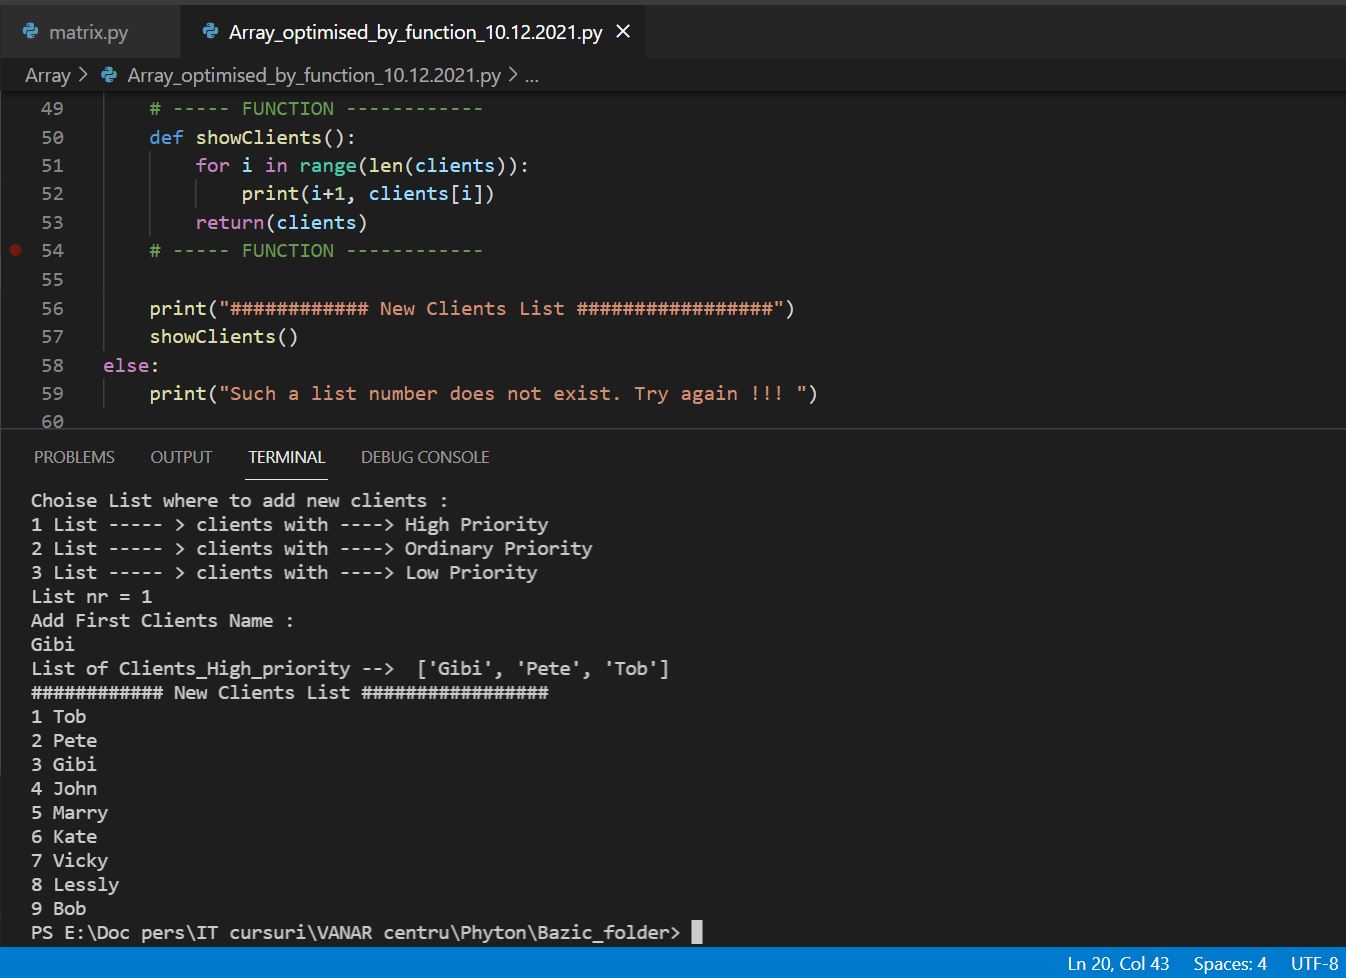 matrix.py
Array_optimised_by_function_10.12.2021.py
Array > Array_optimised_by_function_10.12.2021.py > ...
49 # ----- FUNCTION ------------
50 def showClients():
51 for i in range(len(clients)):
52 print(i+1, clients[i])
53 return(clients)
54 # ----- FUNCTION ------------
55
56 print("############ New Clients List #################")
57 showClients()
58 else:
59 print("Such a list number does not exist. Try again !!! ")
60
PROBLEMS OUTPUT TERMINAL DEBUG CONSOLE
Choise List where to add new clients :
1 List ----- > clients with ----> High Priority
2 List ----- > clients with ----> Ordinary Priority
3 List ----- > clients with ----> Low Priority
List nr = 1
Add First Clients Name :
Gibi
List of Clients_High_priority -->  ['Gibi', 'Pete', 'Tob']
############ New Clients List #################
1 Tob
2 Pete
3 Gibi
4 John
5 Marry
6 Kate
7 Vicky
8 Lessly
9 Bob
PS E:\Doc pers\IT cursuri\VANAR centru\Phyton\Bazic_folder>
Ln 20, Col 43 Spaces: 4 UTF-8